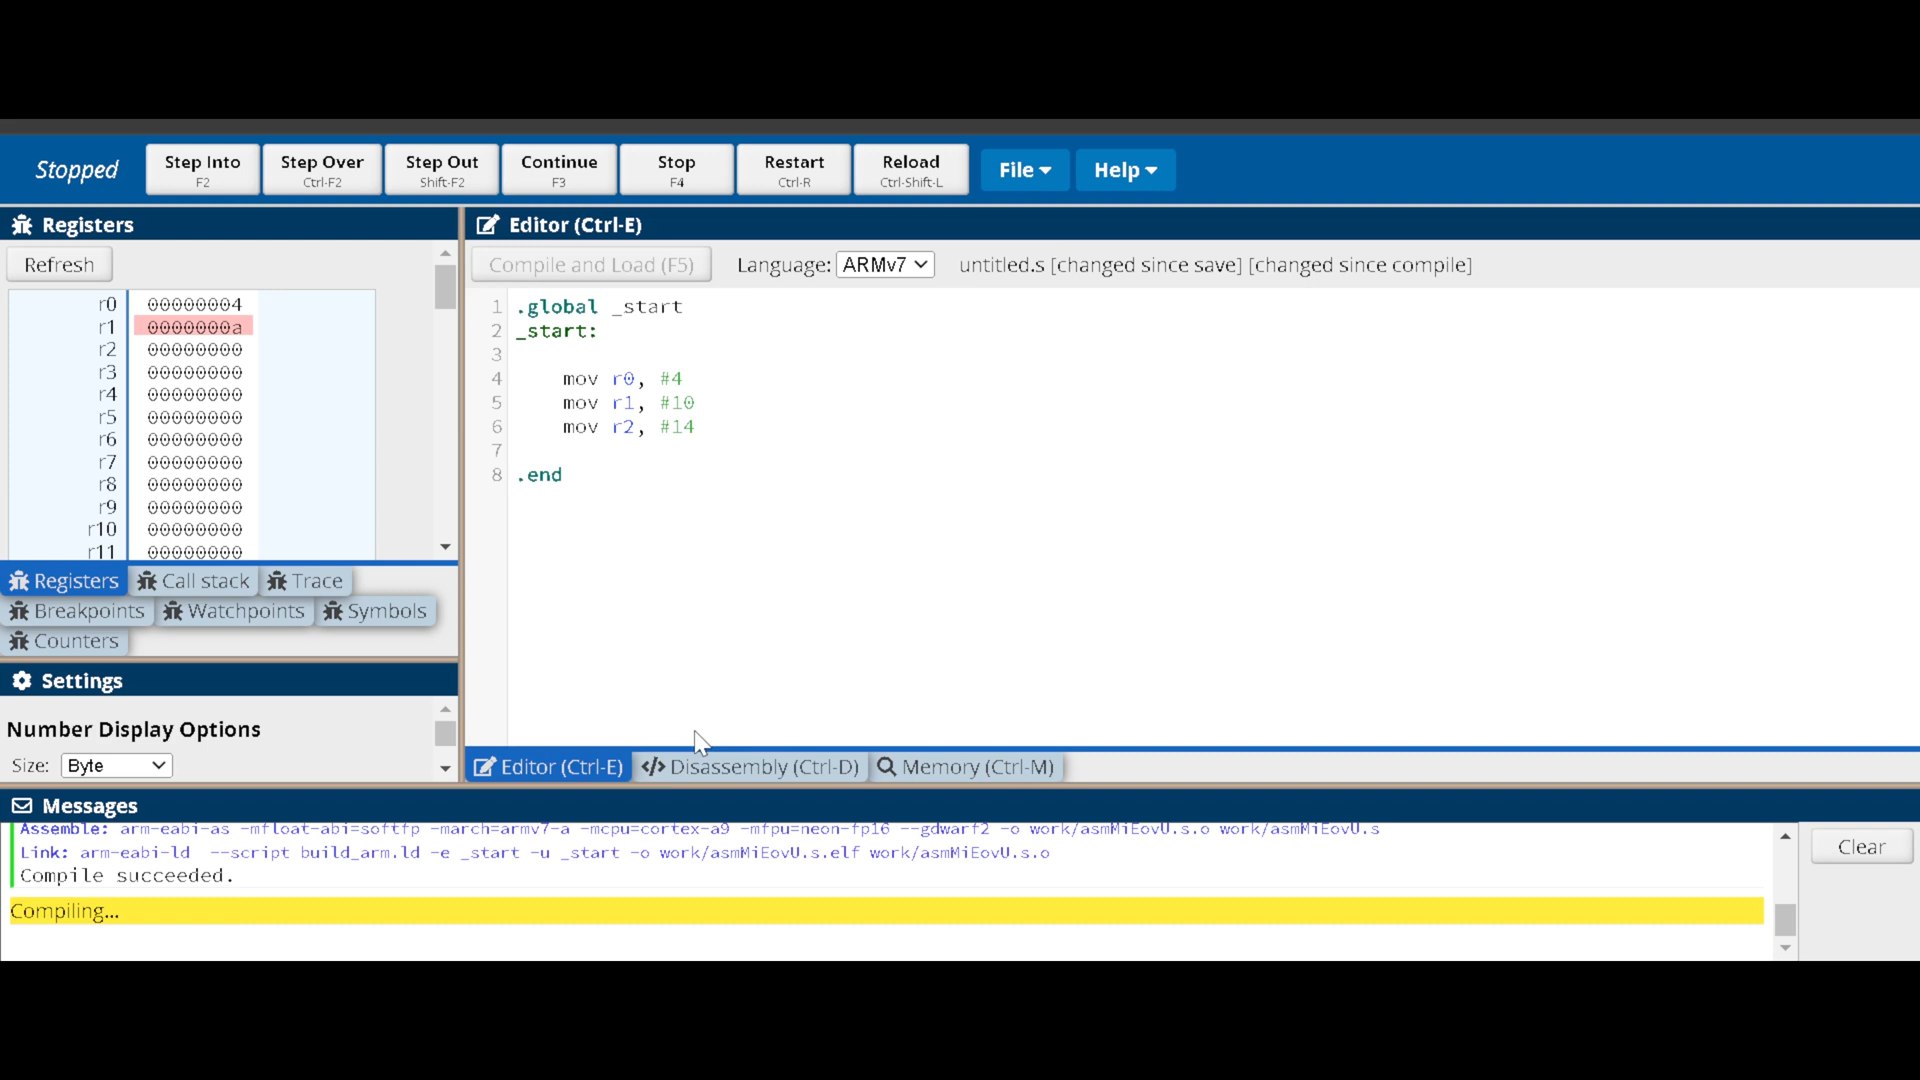 Stopped
Step Into
F2
Step Over
Ctrl-F2
Step Out
Shift-F2
Continue
F3
Stop
F4
Restart
Ctrl-R
Reload
Ctrl-Shift-L
File
Help
Registers
Refresh
r0 00000004
r1 0000000a
r2 00000000
r3 00000000
r4 00000000
r5 00000000
r6 00000000
r7 00000000
r8 00000000
r9 00000000
r10 00000000
r11 00000000
Registers Call stack Trace
Breakpoints Watchpoints Symbols
Counters
Settings
Number Display Options
Size: Byte
Editor (Ctrl-E)
Compile and Load (F5) Language: ARMv7 untitled.s [changed since save] [changed since compile]
1 .global _start
2 _start:
3
4 mov r0, #4
5 mov r1, #10
6 mov r2, #14
7
8 .end
Editor (Ctrl-E) Disassembly (Ctrl-D) Memory (Ctrl-M)
Messages
Assemble: arm-eabi-as -mfloat-abi=softfp -march=armv7-a -mcpu=cortex-a9 -mfpu=neon-fp16 --gdwarf2 -o work/asmMiEovU.s.o work/asmMiEovU.s
Link: arm-eabi-ld --script build_arm.ld -e _start -u _start -o work/asmMiEovU.s.elf work/asmMiEovU.s.o
Compile succeeded.
Compiling...
Clear